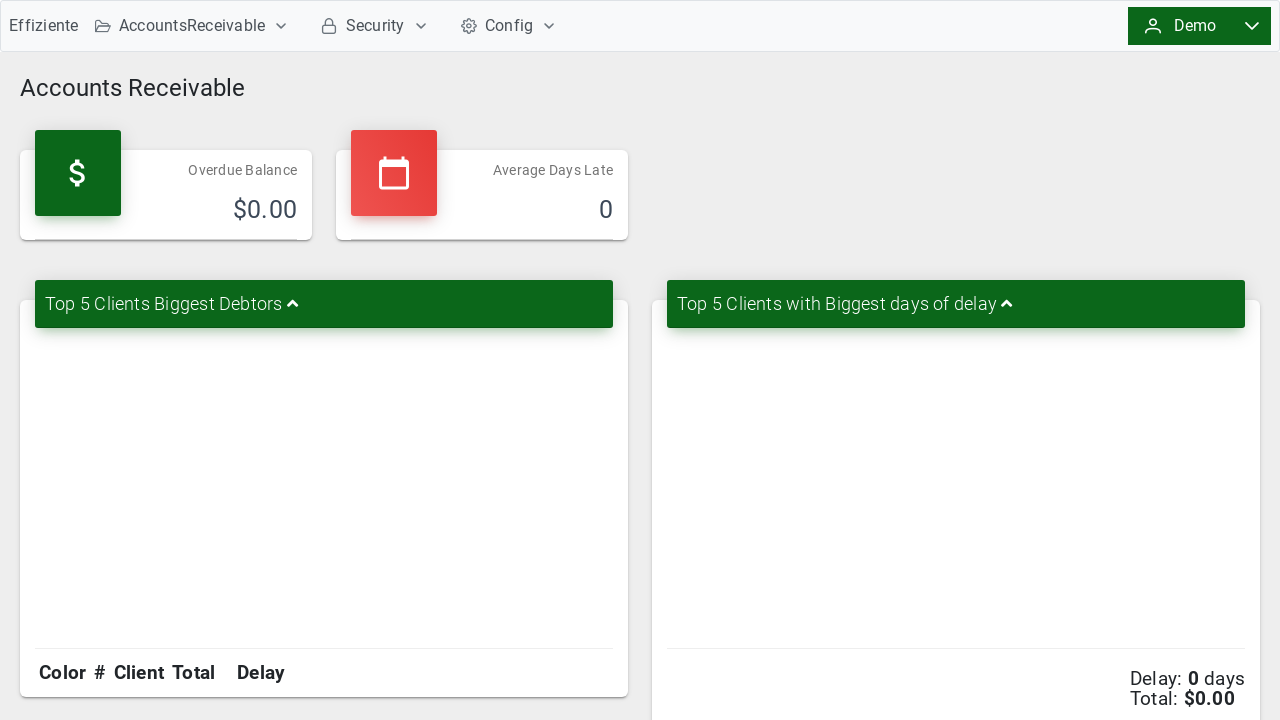 Effiziente AccountsReceivable Security Config Demo
Accounts Receivable
Overdue Balance
$0.00
Average Days Late
0
Top 5 Clients Biggest Debtors
Color # Client Total Delay
Top 5 Clients with Biggest days of delay
Delay: 0 days
Total: $0.00